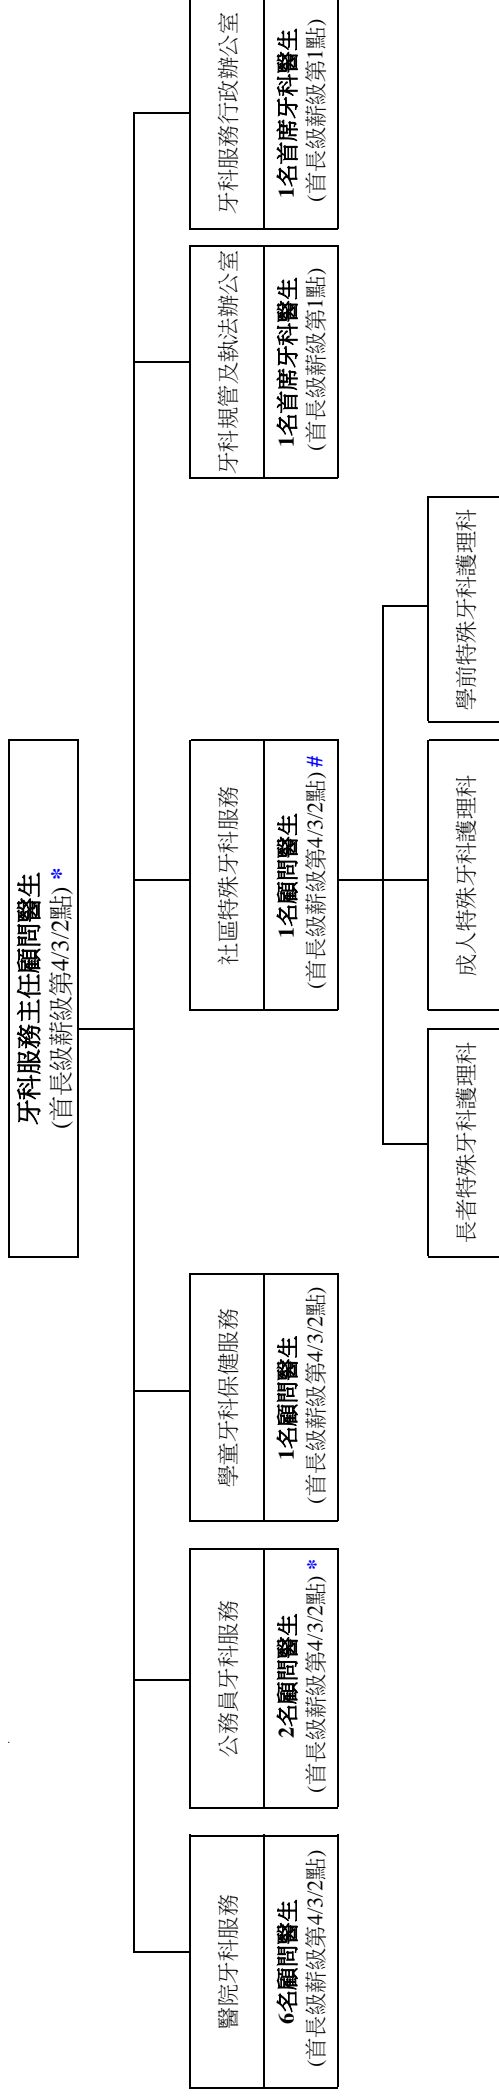 牙科服務主任顧問醫生
(首長級薪級第4/3/2點) *
醫院牙科服務
6名顧問醫生
(首長級薪級第4/3/2點)
公務員牙科服務
2名顧問醫生
(首長級薪級第4/3/2點) *
學童牙科保健服務
1名顧問醫生
(首長級薪級第4/3/2點)
社區特殊牙科服務
1名顧問醫生
(首長級薪級第4/3/2點) #
牙科規管及執法辦公室
1名首席牙科醫生
(首長級薪級第1點)
牙科服務行政辦公室
1名首席牙科醫生
(首長級薪級第1點)
長者特殊牙科護理科
成人特殊牙科護理科
學前特殊牙科護理科